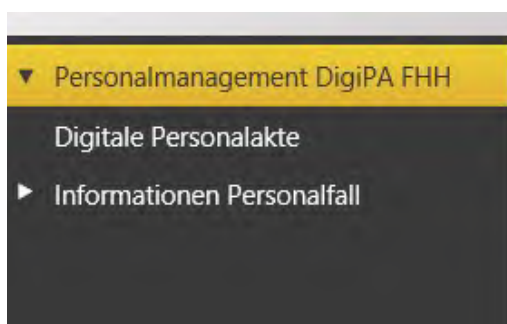 Personalmanagement DigiPA FHH
Digitale Personalakte
Informationen Personalfall